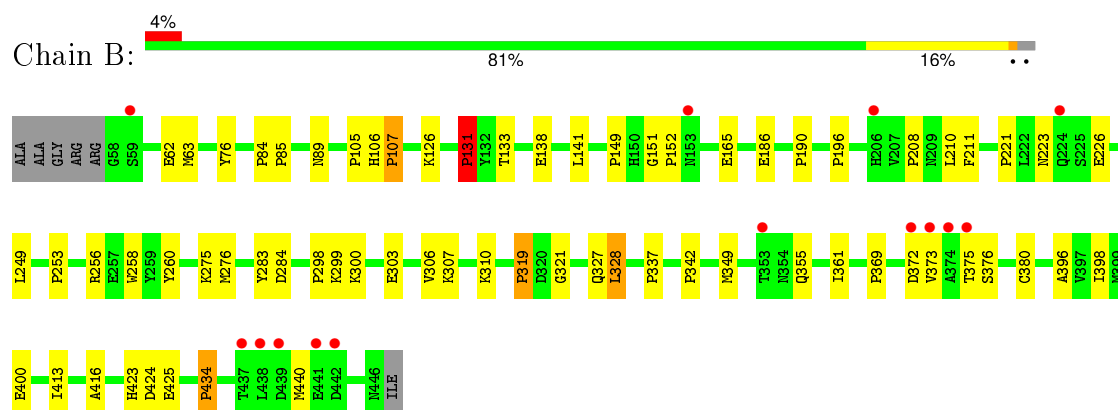 4%
Chain B:
81% 16% • •
ALA ALA GLY ARG ARG G58 S59 E62 M63 Y76 P84 P85 N89 P105 H106 P107 K126 P131 Y132 T133 E138 L141 P149 H150 G151 P152 N153 E165 E186 P190 P196 H206 V207 P208 N209 L210 F211 P221 L222 N223 Q224 S225 E226
L249 P253 R256 E257 W258 Y259 Y260 K275 M276 Y283 D284 P298 K299 K300 E303 V306 K307 K310 P319 D320 G321 Q327 L328 P337 P342 M349 T353 N354 Q355 I361 P369 D372 V373 A374 T375 S376 C380 A396 V397 I398 M399
E400 I413 A416 H423 D424 E425 P434 T437 L438 D439 M440 E441 D442 N446 ILE